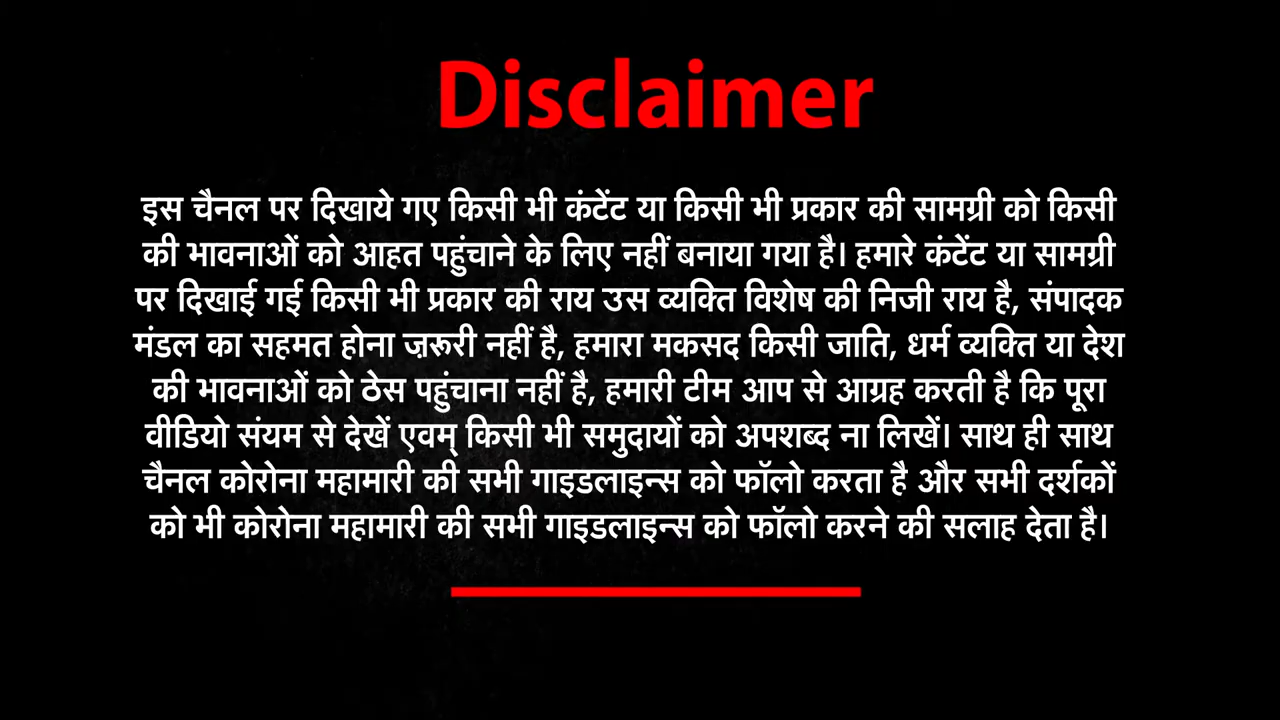 Disclaimer
इस चैनल पर दिखाये गए किसी भी कंटेंट या किसी भी प्रकार की सामग्री को किसी
की भावनाओं को आहत पहुंचाने के लिए नहीं बनाया गया है। हमारे कंटेंट या सामग्री
पर दिखाई गई किसी भी प्रकार की राय उस व्यक्ति विशेष की निजी राय है, संपादक
मंडल का सहमत होना ज़रूरी नहीं है, हमारा मकसद किसी जाति, धर्म व्यक्ति या देश
की भावनाओं को ठेस पहुंचाना नहीं है, हमारी टीम आप से आग्रह करती है कि पूरा
वीडियो संयम से देखें एवम् किसी भी समुदायों को अपशब्द ना लिखें। साथ ही साथ
चैनल कोरोना महामारी की सभी गाइडलाइन्स को फॉलो करता है और सभी दर्शकों
को भी कोरोना महामारी की सभी गाइडलाइन्स को फॉलो करने की सलाह देता है।